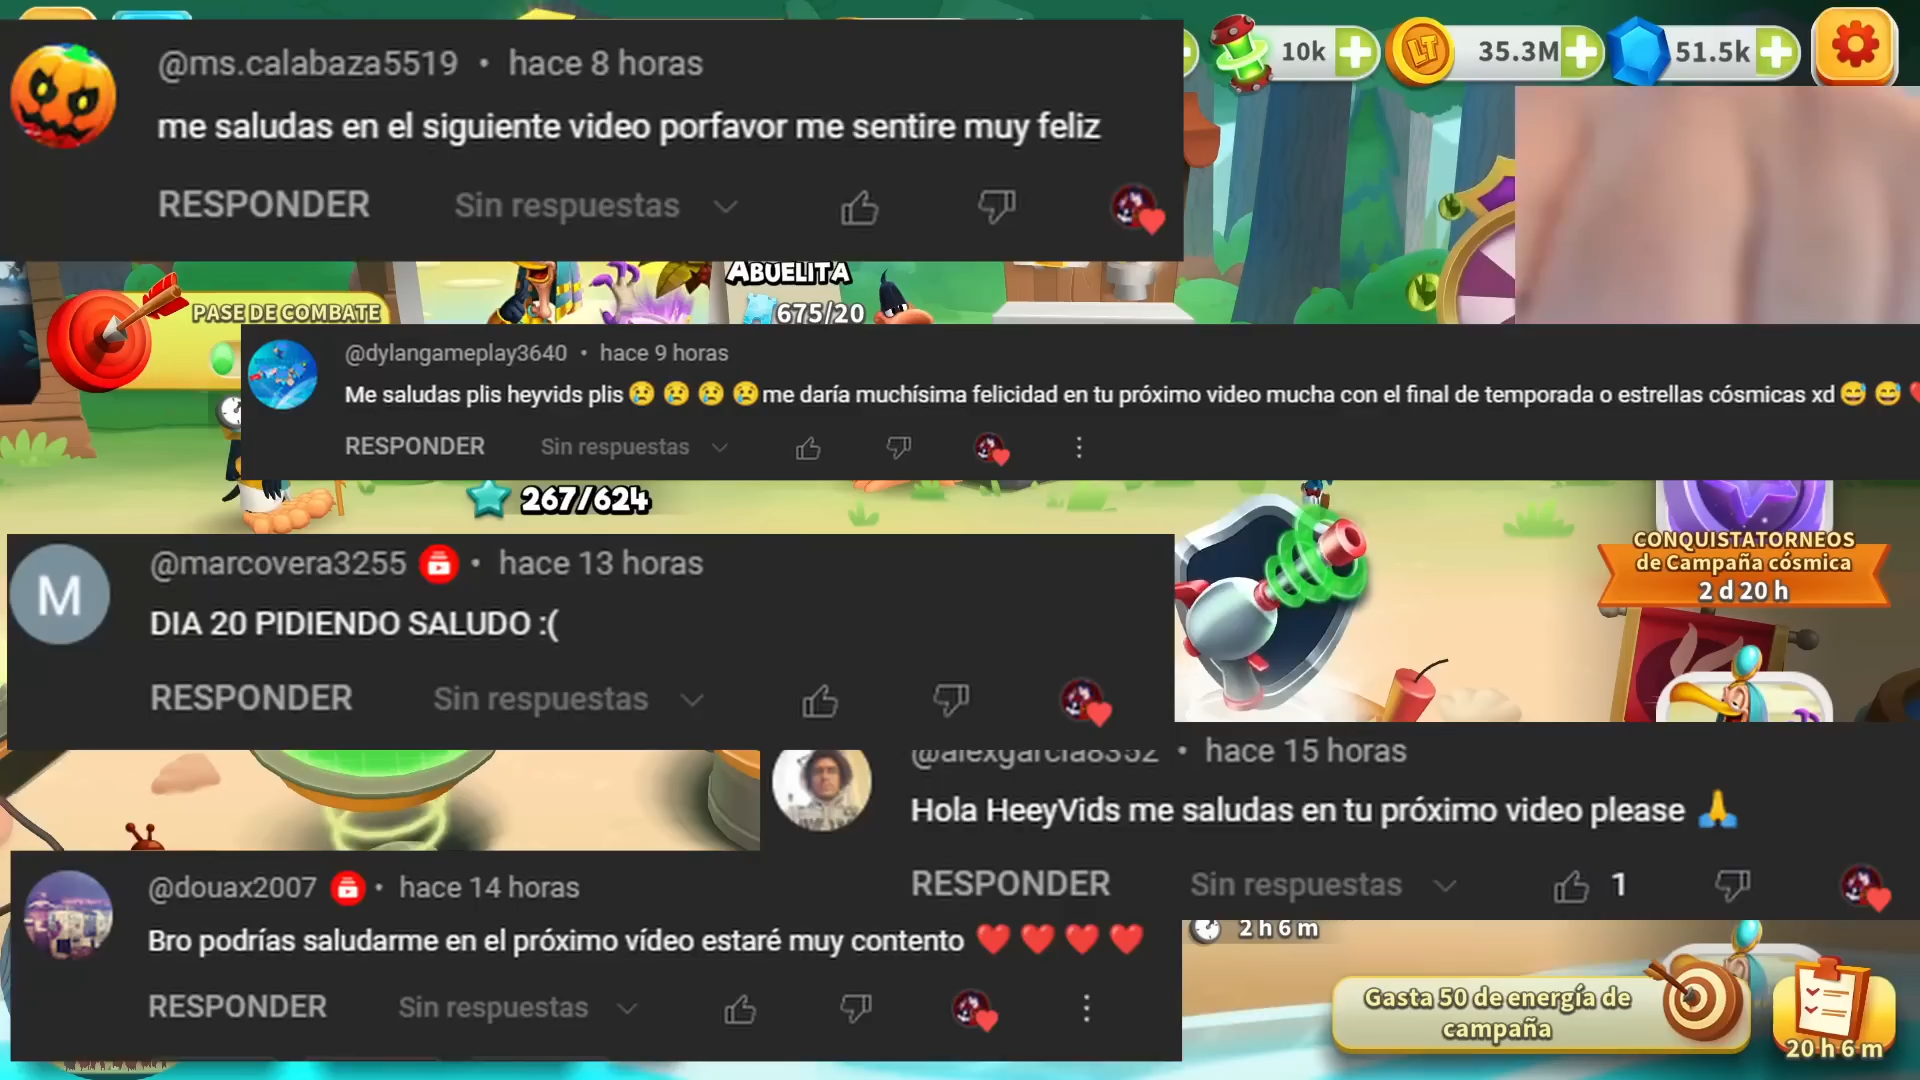 @ms.calabaza5519 • hace 8 horas
me saludas en el siguiente video porfavor me sentire muy feliz
RESPONDER Sin respuestas
10k
35.3M
51.5k
LT
PASE DE COMBATE
ABUELITA
675/20
@dylangameplay3640 • hace 9 horas
Me saludas plis heyvids plis 😢 😢 😢 😢 me daría muchísima felicidad en tu próximo video mucha con el final de temporada o estrellas cósmicas xd 😅 😅 ❤
RESPONDER Sin respuestas
267/624
@marcovera3255 • hace 13 horas
M
DIA 20 PIDIENDO SALUDO :(
RESPONDER Sin respuestas
CONQUISTATORNEOS
de Campaña cósmica
2 d 20 h
@alexgarcia8352 • hace 15 horas
Hola HeeyVids me saludas en tu próximo video please 🙏
RESPONDER Sin respuestas 1
@douax2007 • hace 14 horas
Bro podrías saludarme en el próximo vídeo estaré muy contento ❤️ ❤️ ❤️ ❤️
RESPONDER Sin respuestas
2 h 6 m
Gasta 50 de energía de
campaña
20 h 6 m